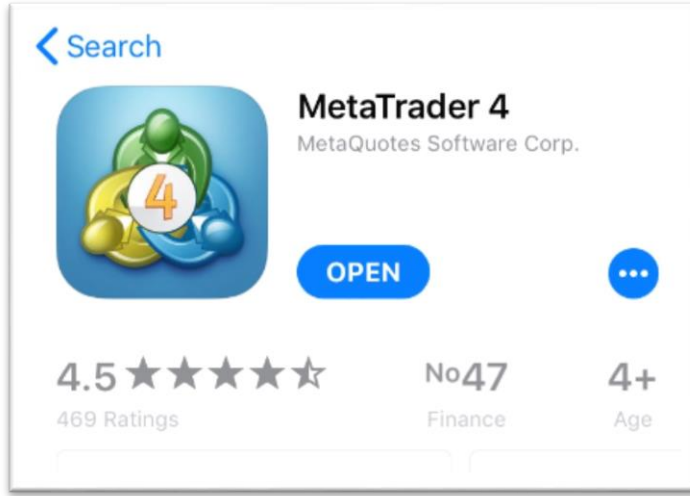 Search
MetaTrader 4
MetaQuotes Software Corp.
4
OPEN
4.5
No47
4+
469 Ratings
Finance
Age